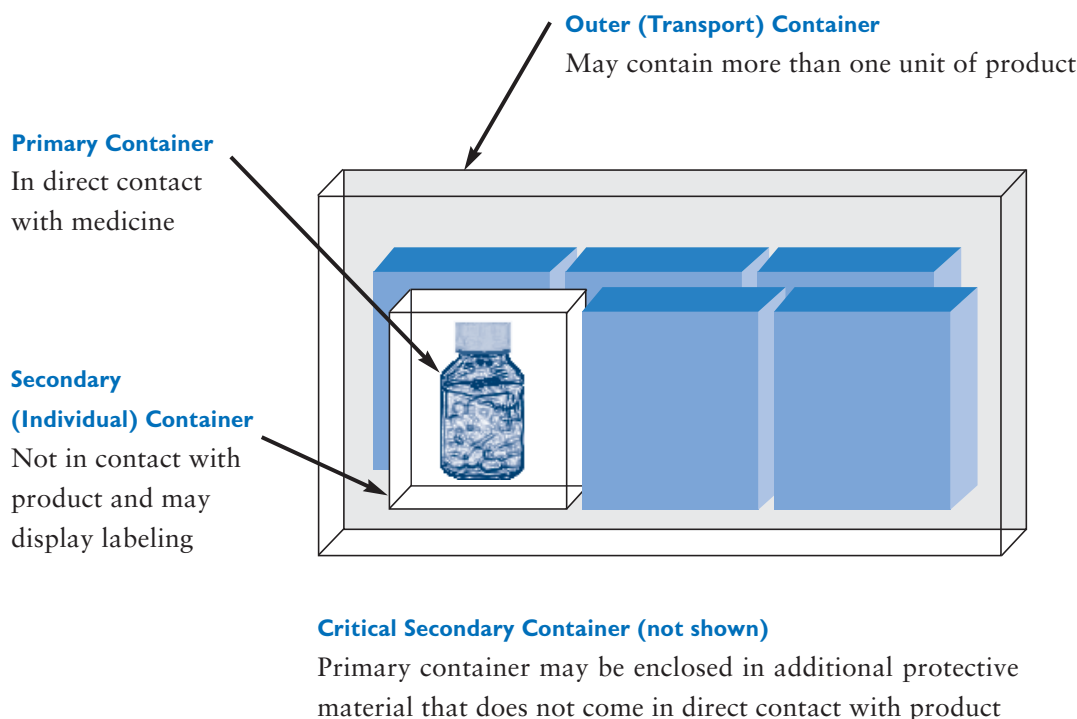 Outer (Transport) Container
May contain more than one unit of product
Primary Container
In direct contact
with medicine
Secondary
(Individual) Container
Not in contact with
product and may
display labeling
Critical Secondary Container (not shown)
Primary container may be enclosed in additional protective
material that does not come in direct contact with product